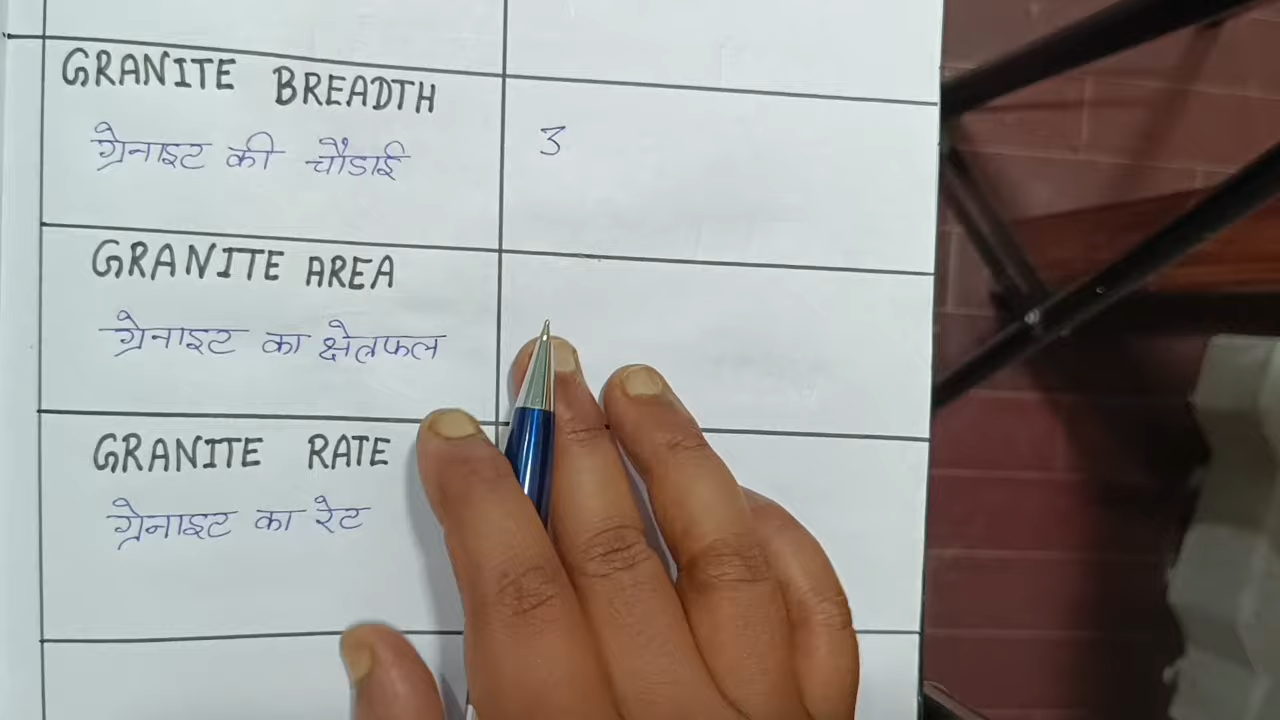 GRANITE BREADTH
ग्रेनाइट की चौडाई
3
GRANITE AREA
ग्रेनाइट का क्षेत्रफल
GRANITE RATE
ग्रेनाइट का रेट